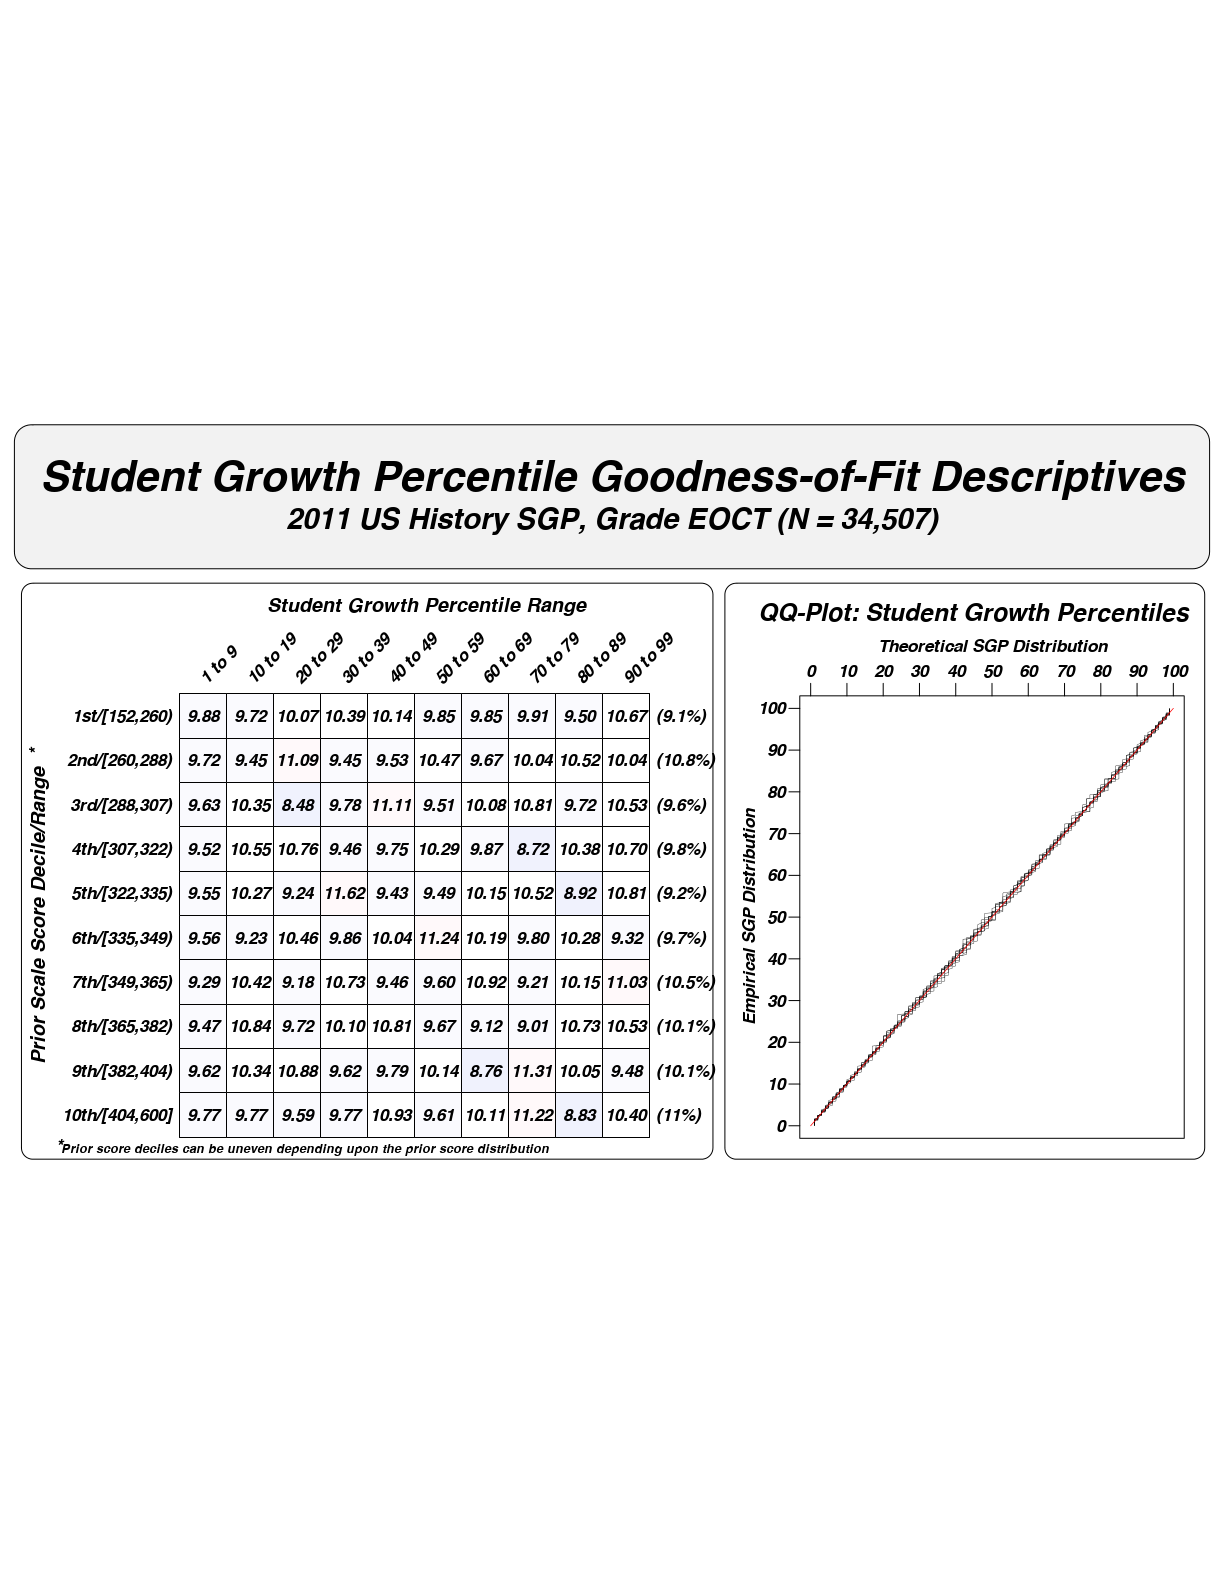 Student Growth Percentile Goodness-of-Fit Descriptives
2011 US History SGP, Grade EOCT (N = 34,507)
Student Growth Percentile Range
1 to 9 10 to 19 20 to 29 30 to 39 40 to 49 50 to 59 60 to 69 70 to 79 80 to 89 90 to 99
Prior Scale Score Decile/Range *
1st/[152,260) 9.88 9.72 10.07 10.39 10.14 9.85 9.85 9.91 9.50 10.67 (9.1%)
2nd/[260,288) 9.72 9.45 11.09 9.45 9.53 10.47 9.67 10.04 10.52 10.04 (10.8%)
3rd/[288,307) 9.63 10.35 8.48 9.78 11.11 9.51 10.08 10.81 9.72 10.53 (9.6%)
4th/[307,322) 9.52 10.55 10.76 9.46 9.75 10.29 9.87 8.72 10.38 10.70 (9.8%)
5th/[322,335) 9.55 10.27 9.24 11.62 9.43 9.49 10.15 10.52 8.92 10.81 (9.2%)
6th/[335,349) 9.56 9.23 10.46 9.86 10.04 11.24 10.19 9.80 10.28 9.32 (9.7%)
7th/[349,365) 9.29 10.42 9.18 10.73 9.46 9.60 10.92 9.21 10.15 11.03 (10.5%)
8th/[365,382) 9.47 10.84 9.72 10.10 10.81 9.67 9.12 9.01 10.73 10.53 (10.1%)
9th/[382,404) 9.62 10.34 10.88 9.62 9.79 10.14 8.76 11.31 10.05 9.48 (10.1%)
10th/[404,600] 9.77 9.77 9.59 9.77 10.93 9.61 10.11 11.22 8.83 10.40 (11%)
*Prior score deciles can be uneven depending upon the prior score distribution
QQ-Plot: Student Growth Percentiles
Theoretical SGP Distribution
0 10 20 30 40 50 60 70 80 90 100
Empirical SGP Distribution
100
90
80
70
60
50
40
30
20
10
0